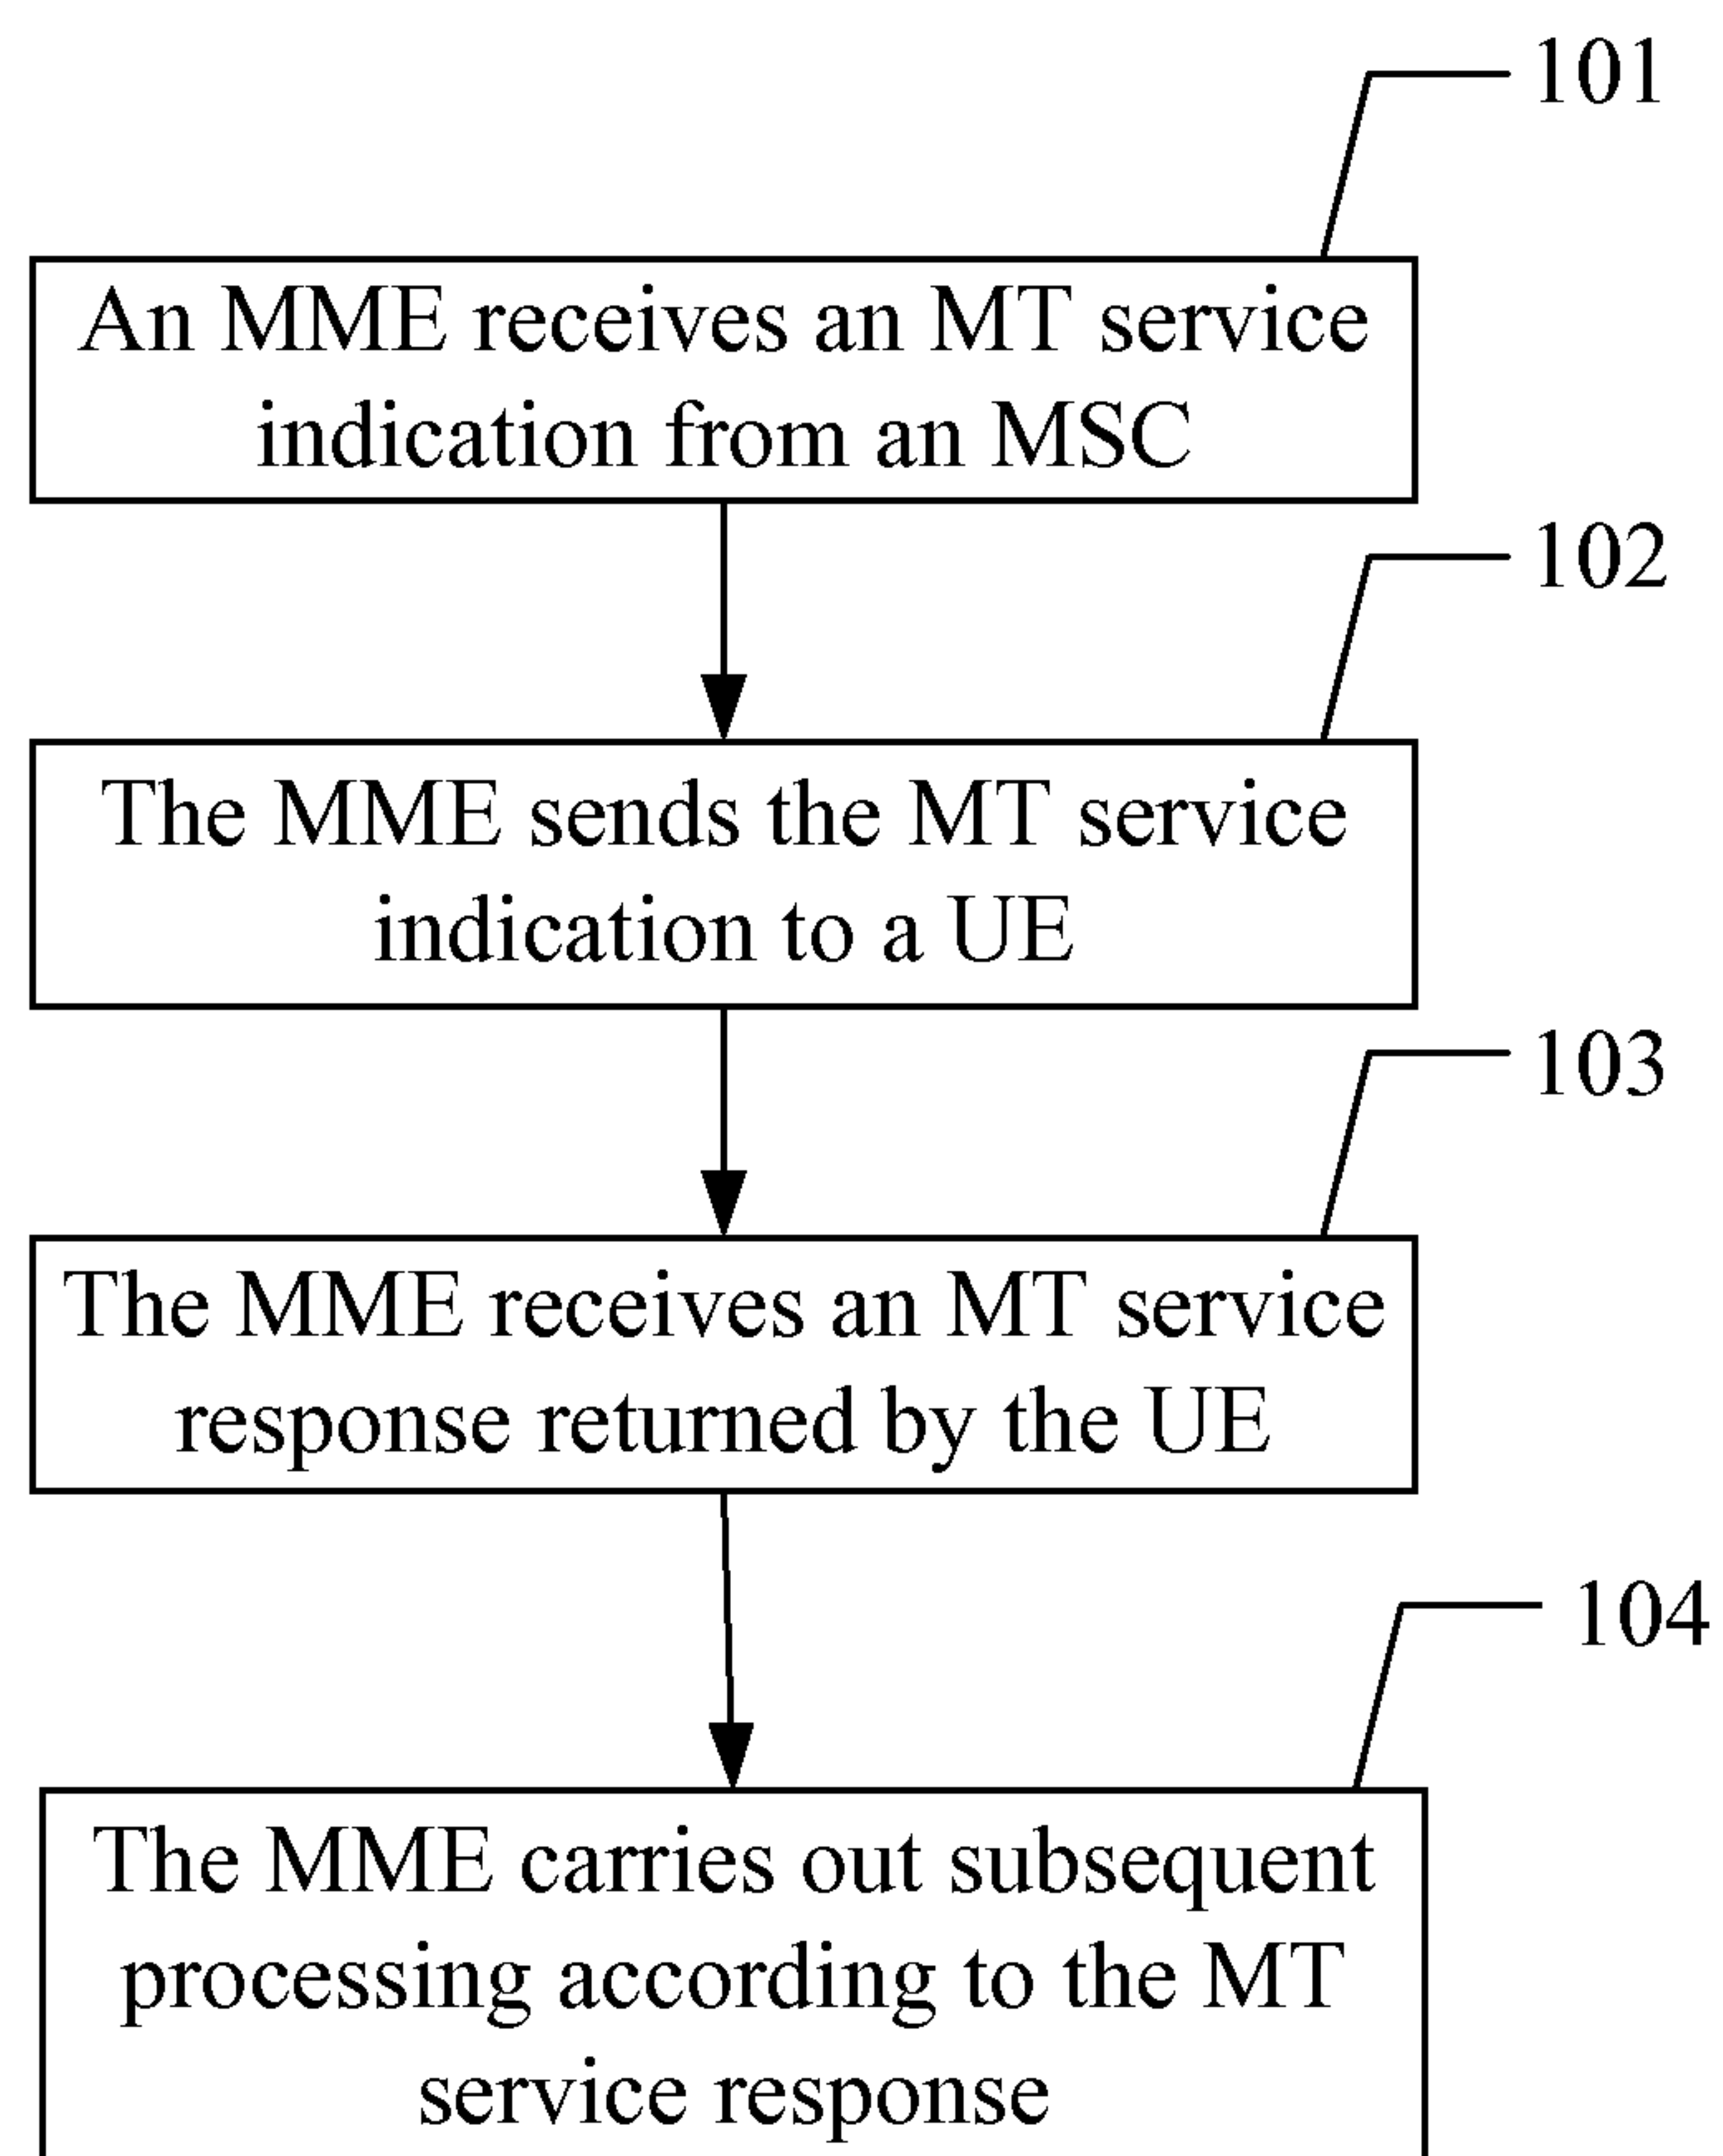 101
An MME receives an MT service
indication from an MSC
102
The MME sends the MT service
indication to a UE
103
The MME receives an MT service
response returned by the UE
104
The MME carries out subsequent
processing according to the MT
service response